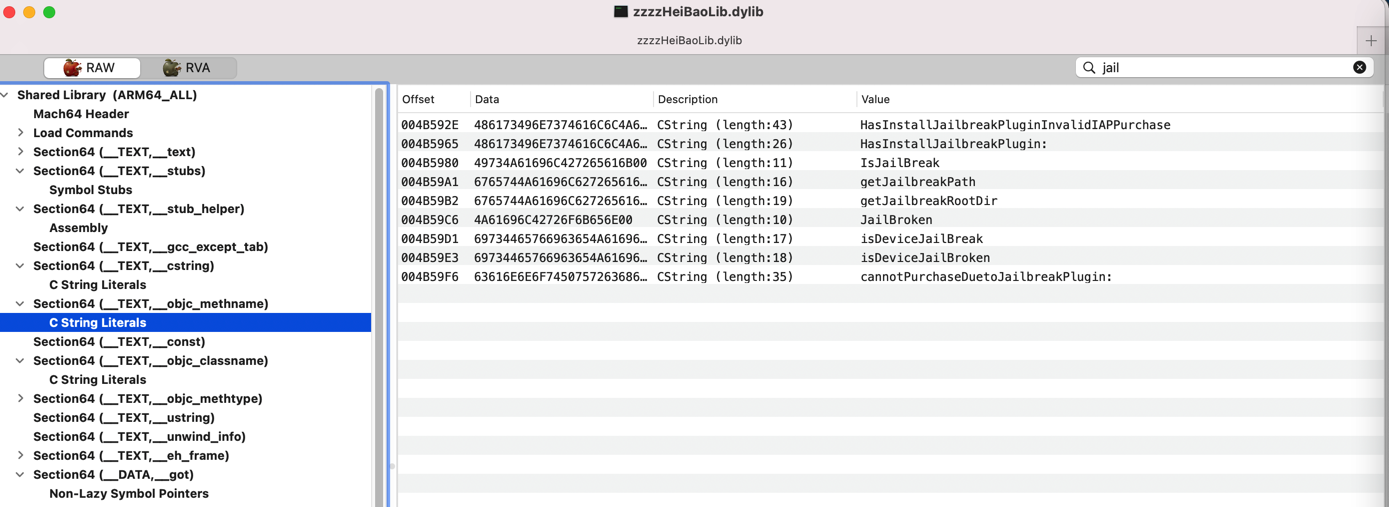 zzzzHeiBaoLib.dylib
zzzzHeiBaoLib.dylib
RAW RVA jail
Shared Library (ARM64_ALL)
Mach64 Header
Load Commands
Section64 (__TEXT,__text)
Section64 (__TEXT,__stubs)
Symbol Stubs
Section64 (__TEXT,__stub_helper)
Assembly
Section64 (__TEXT,__gcc_except_tab)
Section64 (__TEXT,__cstring)
C String Literals
Section64 (__TEXT,__objc_methname)
C String Literals
Section64 (__TEXT,__const)
Section64 (__TEXT,__objc_classname)
C String Literals
Section64 (__TEXT,__objc_methtype)
Section64 (__TEXT,__ustring)
Section64 (__TEXT,__unwind_info)
Section64 (__TEXT,__eh_frame)
Section64 (__DATA,__got)
Non-Lazy Symbol Pointers
Offset Data Description Value
004B592E 486173496E7374616C6C4A6… CString (length:43) HasInstallJailbreakPluginInvalidIAPPurchase
004B5965 486173496E7374616C6C4A6… CString (length:26) HasInstallJailbreakPlugin:
004B5980 49734A61696C427265616B00 CString (length:11) IsJailBreak
004B59A1 6765744A61696C627265616… CString (length:16) getJailbreakPath
004B59B2 6765744A61696C627265616… CString (length:19) getJailbreakRootDir
004B59C6 4A61696C42726F6B656E00 CString (length:10) JailBroken
004B59D1 69734465766963654A61696… CString (length:17) isDeviceJailBreak
004B59E3 69734465766963654A61696… CString (length:18) isDeviceJailBroken
004B59F6 63616E6E6F7450757263686… CString (length:35) cannotPurchaseDuetoJailbreakPlugin: